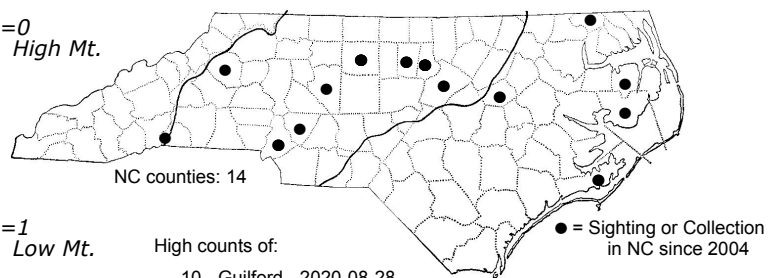 =0
High Mt.
NC counties: 14
=1
Low Mt.
High counts of:
10 - Guilford - 2020-08-28
● = Sighting or Collection
in NC since 2004